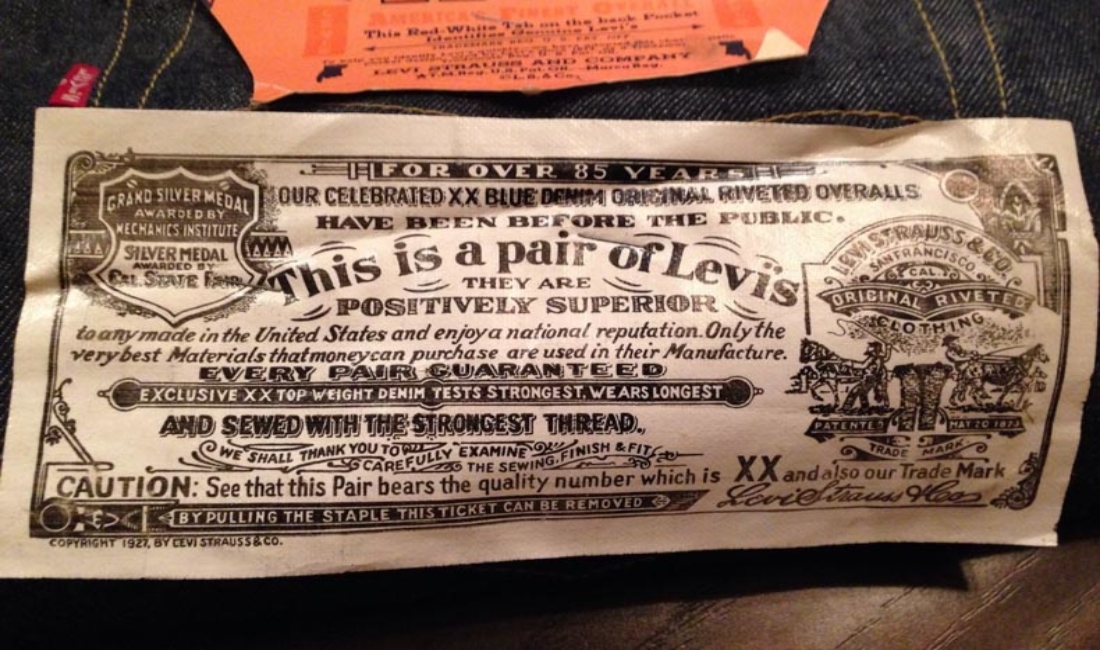 AMERICA'S FINEST OVERALL
This Red-White Tab on the back Pocket
Identifies Genuine Levi's
LEVI STRAUSS AND COMPANY
FOR OVER 85 YEARS
OUR CELEBRATED XX BLUE DENIM ORIGINAL RIVETED OVERALLS
HAVE BEEN BEFORE THE PUBLIC.
This is a pair of Levi's
THEY ARE
POSITIVELY SUPERIOR
to any made in the United States and enjoy a national reputation. Only the
very best Materials that money can purchase are used in their Manufacture.
EVERY PAIR GUARANTEED
EXCLUSIVE XX TOP WEIGHT DENIM TESTS STRONGEST, WEARS LONGEST
AND SEWED WITH THE STRONGEST THREAD.
WE SHALL THANK YOU TO
CAREFULLY EXAMINE
THE SEWING, FINISH & FIT
CAUTION: See that this Pair bears the quality number which is XX and also our Trade Mark
Levi Strauss & Co
BY PULLING THE STAPLE THIS TICKET CAN BE REMOVED
COPYRIGHT 1927, BY LEVI STRAUSS & CO.
GRAND SILVER MEDAL
AWARDED BY
MECHANICS INSTITUTE
SILVER MEDAL
AWARDED BY
CAL. STATE FAIR
LEVI STRAUSS & CO.
SAN FRANCISCO
CAL.
ORIGINAL RIVETED
CLOTHING
PATENTED MAY 20 1873
TRADE MARK